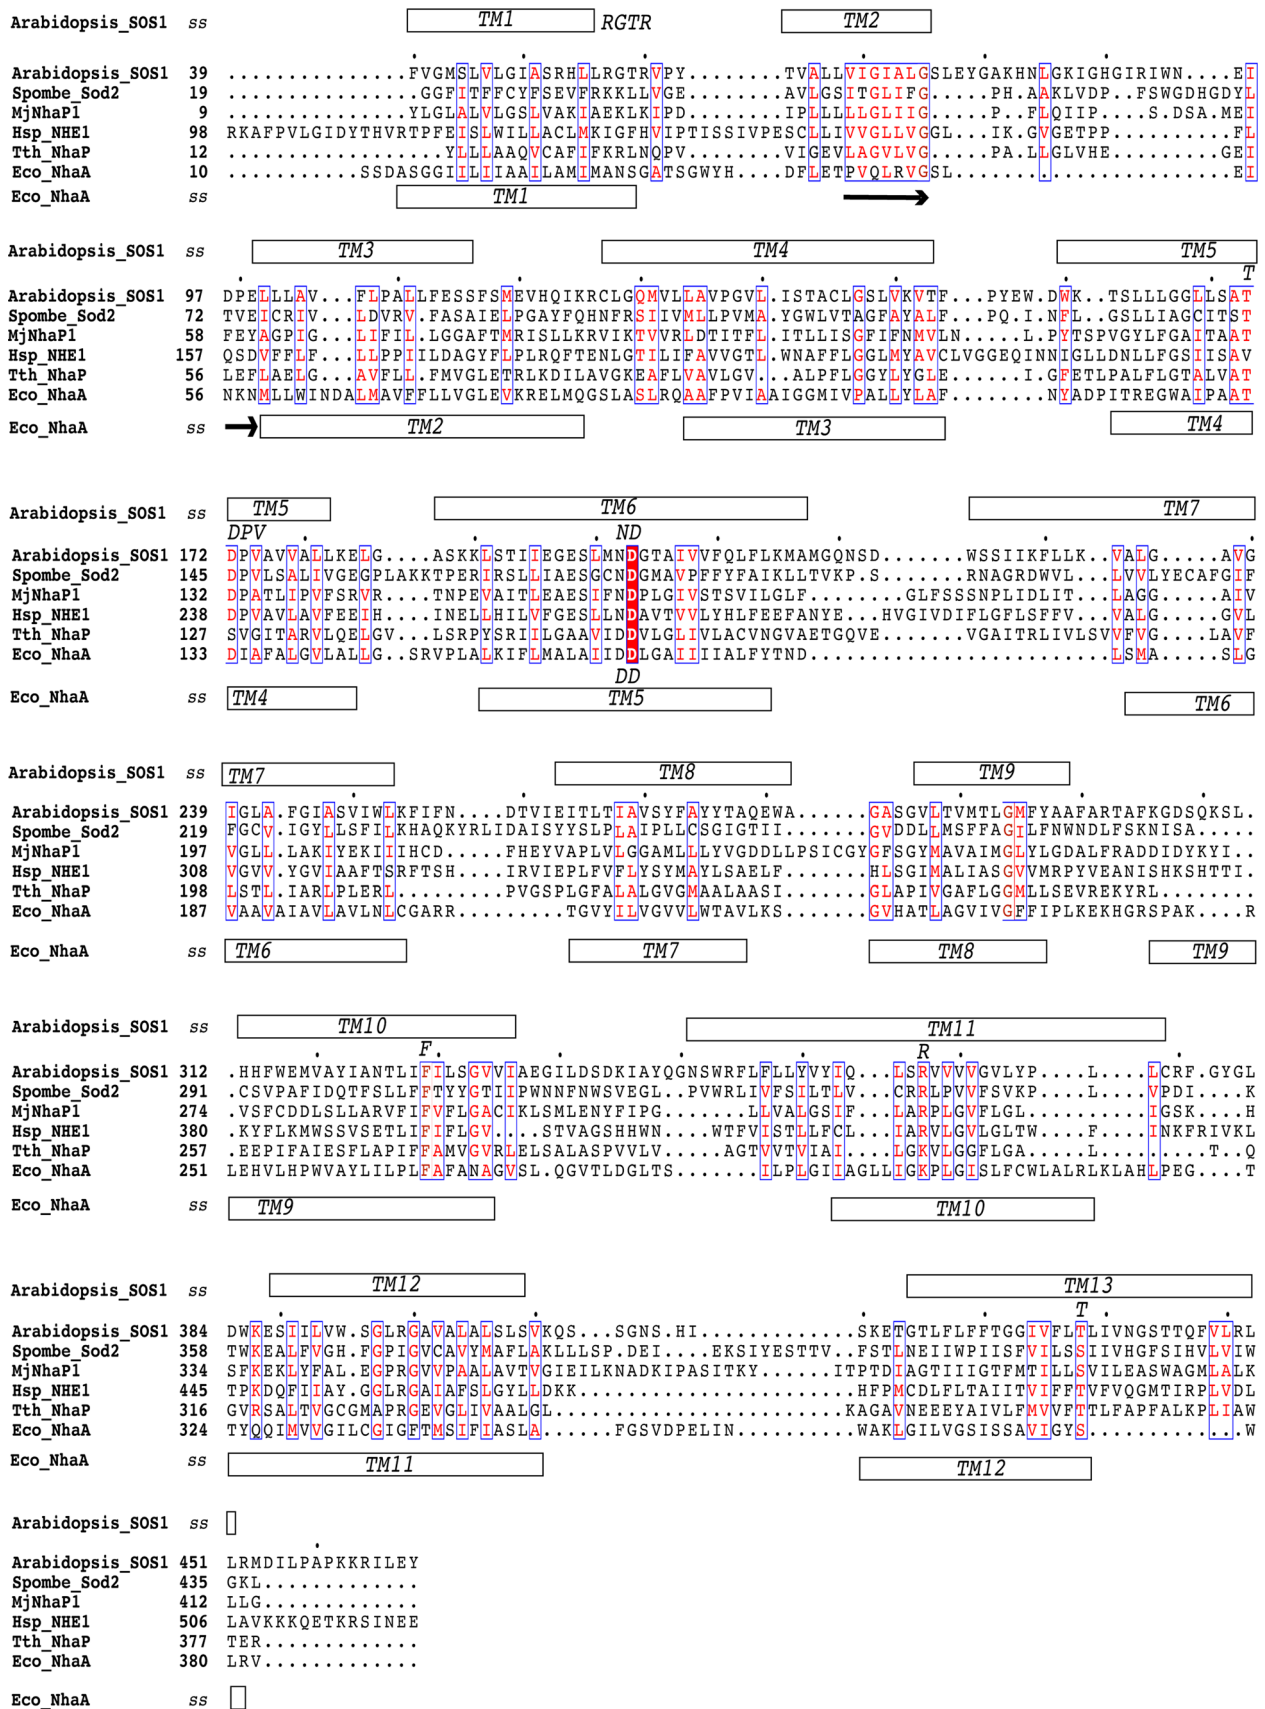 Arabidopsis_SOS1 ss TM1 RGTR TM2
Arabidopsis_SOS1 39 ...............FVGMSLVLGIASRHLLRGTRVPY........TVALLVIGIALGSLEYGAKHNLGKIGHGIRIWN....EI
Spombe_Sod2 19 ................GGFITFFCYFSEVFRKKLLVGE........AVLGSITGLIFG.....PH.AAKLVDP..FSWGDHGDYL
MjNhaP1 9 ...............YLGLALVLGSLVAKIAEKLKIPD........IPLLLLLGLIIG.....P..FLQIIP...S.DSA.MEI
Hsp_NHE1 98 RKAFPVLGIDYTHVRTPFEISLWILLACLMKIGFHVIPTISSIVPESCLLIVVGLLVGGL...IK.GVGETPP..........FL
Tth_NhaP 12 ..................YLLLAAQVCAFIFKRLNQPV........VIGEVLAGVLVG.....PA.LLGLVHE.......GEI
Eco_NhaA 10 ...........SSDASGGIILIIAAILAMIMANSGATSGWYH....DFLETPVQLRVGSL.......................EI
Eco_NhaA ss TM1
Arabidopsis_SOS1 ss TM3 TM4 TM5
T
Arabidopsis_SOS1 97 DPELLLAV...FLPALLFESSFSMEVHQIKRCLGQMVLLAVPGVL.ISTACLGSLVKVTF...PYEW.DWK..TSLLLGGLLSAT
Spombe_Sod2 72 TVEICRIV...LDVRV.FASAIELPGAYFQHNFRSIIVMLLPVMA.YGWLVTAGFAYALF...PQ.I.NFL..GSLLIAGCITST
MjNhaP1 58 FEYAGPIG...LIFIL.LGGAFTMRISLLKRVIKTVVRLDTITFL.ITLLISGFIFNMVLN.....L.PYTSPVGYLFGAITAAT
Hsp_NHE1 157 QSDVFFLF...LLPPIILDAGYFLPLRQFTENLGTILIFAVVGTL.WNAFFLGGLMYAVCLVGGEQINNIGLLDNLLFGSIISAV
Tth_NhaP 56 LEFLAELG...AVFLL.FMVGLETRLKDILAVGKEAFLVAVLGV..ALPFLGGYLYGLE......I.GFETLPALFLGTALVAT
Eco_NhaA 56 NKNMLLWINDALMAVFFLLVGLEVKRELMQGSLASLRQAAFPVIAAIGGMIVPALLYLAF........NYADPITREGWAIPAAT
Eco_NhaA ss TM2 TM3 TM4
Arabidopsis_SOS1 ss TM5 TM6 TM7
DPV ND
Arabidopsis_SOS1 172 DPVAVVALLKELG....ASKKLSTIIEGESLMNDGTAIVVFQLFLKMAMGQNSD.......WSSIIKFLLK..VALG....AVG
Spombe_Sod2 145 DPVLSALIVGEGPLAKKTPERIRSLLIAESGCNDGMAVPFFYFAIKLLTVKP.S.......RNAGRDWVL...LVVLYECAFGIF
MjNhaP1 132 DPATLIPVFSRVR....TNPEVAITLEAESIFNDPLGIVSTSVILGLF.........GLFSSSNPLIDLIT..LAGG....AIV
Hsp_NHE1 238 DPVAVLAVFEEIH....INELLHILVFGESLLNDAVTVVLYHLFEEFANYE...HVGIVDIFLGFLSFFV...VALG....GVL
Tth_NhaP 127 SVGITARVLQELGV...LSRPYSRIILGAAVIDDVLGLIVLACVNGVAETGQVE........VGAITRLIVLSVVFVG....LAVF
Eco_NhaA 133 DIAFALGVLALLG..SRVPLALKIFLMALAIIDDLGAIIIIALFYTND.........................LSMA....SLG
DD
Eco_NhaA ss TM4 TM5 TM6
Arabidopsis_SOS1 ss TM7 TM8 TM9
Arabidopsis_SOS1 239 IGLA.FGIASVIWLKFIFN....DTVIEITLTIAVSYFAYYTAQEWA......GASGVLTVMTLGMFYAAFARTAFKGDSQKSL.
Spombe_Sod2 219 FGCV.IGYLLSFILKHAQKYRLIDAISYYSLPLAIPLLCSGIGTII.......GVDDLLMSFFAGILFNWNDLFSKNISA.....
MjNhaP1 197 VGLL.LAKIYEKIIIHCD.....FHEYVAPLVLGGAMLLLYVGDDLLPSICGYGFSGYMAVAIMGLYLGDALFRADDIDYKYI..
Hsp_NHE1 308 VGVV.YGVIAAFTSRFTSH....IRVIEPLFVFLYSYMAYLSAELF.......HLSGIMALIASGVVMRPYVEANISHKSHTTI.
Tth_NhaP 198 LSTL.IARLPLERL.........PVGSPLGFALALGVGMAALAASI.......GLAPIVGAFLGGMLLSEVREKYRL........
Eco_NhaA 187 VAAVAIAVLAVLNLCGARR.........TGVYILVGVVLWTAVLKS.......GVHATLAGVIVGFFIPLKEKHGRSPAK....R
Eco_NhaA ss TM6 TM7 TM8 TM9
Arabidopsis_SOS1 ss TM10 TM11
F R
Arabidopsis_SOS1 312 .HHFWEMVAYIANTLIFILSGVVIAEGILDSDKIAYQGNSWRFLFLLYVYIQ...LSRVVVVGVLYP....L....LCRF.GYGL
Spombe_Sod2 291 .CSVPAFIDQTFSLLFFTYYGTIIPWNNFNWSVEGL..PVWRLIVFSILTLV...CRRLPVVFSVKP....L....VPDI....K
MjNhaP1 274 .VSFCDDLSLLARVFIFVFLGACIKLSMLENYFIPG.......LLVALGSIF...LARPLGVFLGL..........IGSK....H
Hsp_NHE1 380 .KYFLKMWSSVSETLIFIFLGV...STVAGSHHWN....WTFVISTLLFCL...IARVLGVLGLTW....F....INKFRIVKL
Tth_NhaP 257 .EEPIFAIESFLAPIFFAMVGVRLELSALASPVVLV.....AGTVVTVIAI....LGKVLGGFLGA....L.......T..Q
Eco_NhaA 251 LEHVLHPWVAYLILPLFAFANAGVSL.QGVTLDGLTS......ILPLGIIAGLLIGKPLGISLFCWLALRLKLAHLPEG....T
Eco_NhaA ss TM9 TM10
Arabidopsis_SOS1 ss TM12 TM13
T
Arabidopsis_SOS1 384 DWKESIILVW.SGLRGAVALALSLSVKQS...SGNS.HI.............SKETGTLFLFFTGGIVFLTLIVNGSTTQFVLRL
Spombe_Sod2 358 TWKEALFVGH.FGPIGVCAVYMAFLAKLLLSP.DEI....EKSIYESTTV..FSTLNEIIWPIISFVILSSIIVHGFSIHVLVIW
MjNhaP1 334 SFKEKLYFAL.EGPRGVVPAALAVTVGIEILKNADKIPASITKY......ITPTDIAGTIIIGTFMTILLSVILEASWAGMLALK
Hsp_NHE1 445 TPKDQFIIAY.GGLRGAIAFSLGYLLDKK.......................HFPMCDLFLTAIITVIFFTVFVQGMTIRPLVDL
Tth_NhaP 316 GVRSALTVGCGMAPRGEVGLIVAALGL........................KAGAVNEEEYAIVLFMVVFTTLFAPFALKPLIAW
Eco_NhaA 324 TYQQIMVVGILCGIGFTMSIFIASLA......FGSVDPELIN..........WAKLGILVGSISSAVIGYS.............W
Eco_NhaA ss TM11 TM12
Arabidopsis_SOS1 ss
Arabidopsis_SOS1 451 LRMDILPAPKKRILEY
Spombe_Sod2 435 GKL.............
MjNhaP1 412 LLG.............
Hsp_NHE1 506 LAVKKKQETKRSINEE
Tth_NhaP 377 TER.............
Eco_NhaA 380 LRV.............
Eco_NhaA ss